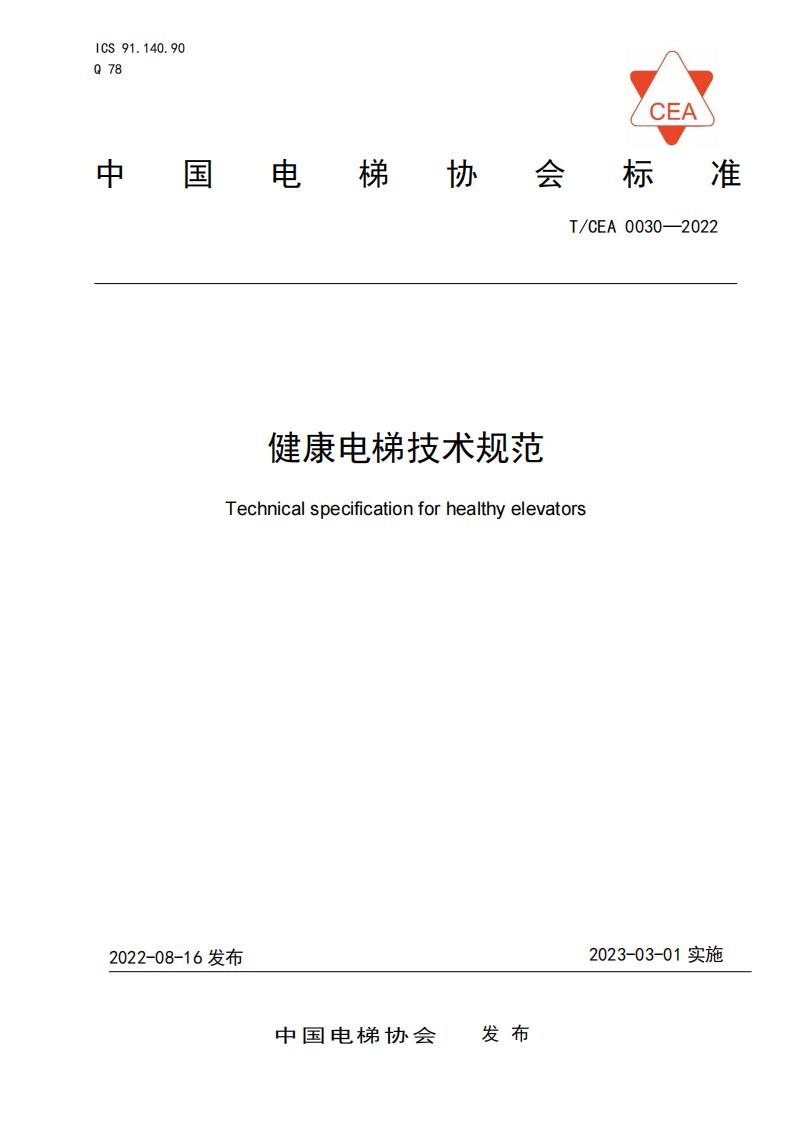 ICS 91.140.90
Q 78
CEA
中国电梯协会标准
T/CEA 0030—2022
健康电梯技术规范
Technical specification for healthy elevators
2022-08-16 发布
2023-03-01 实施
中国电梯协会 发 布